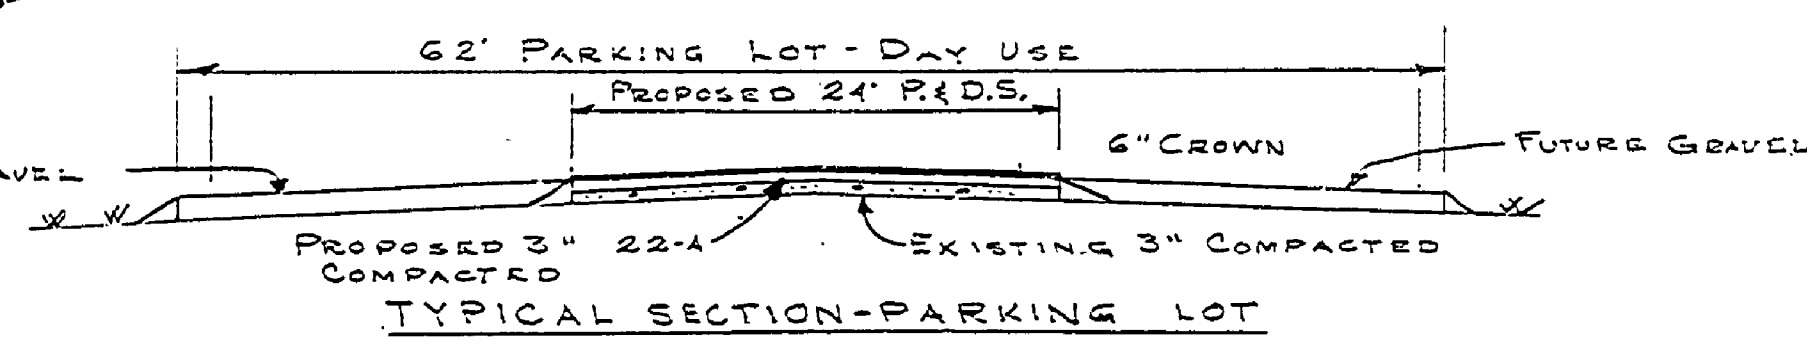 62' PARKING LOT - DAY USE
PROPOSED 24' P. & D.S.
6" CROWN
FUTURE GRAVEL
AVEL
PROPOSED 3" 22-A
COMPACTED
EXISTING 3" COMPACTED
TYPICAL SECTION-PARKING LOT